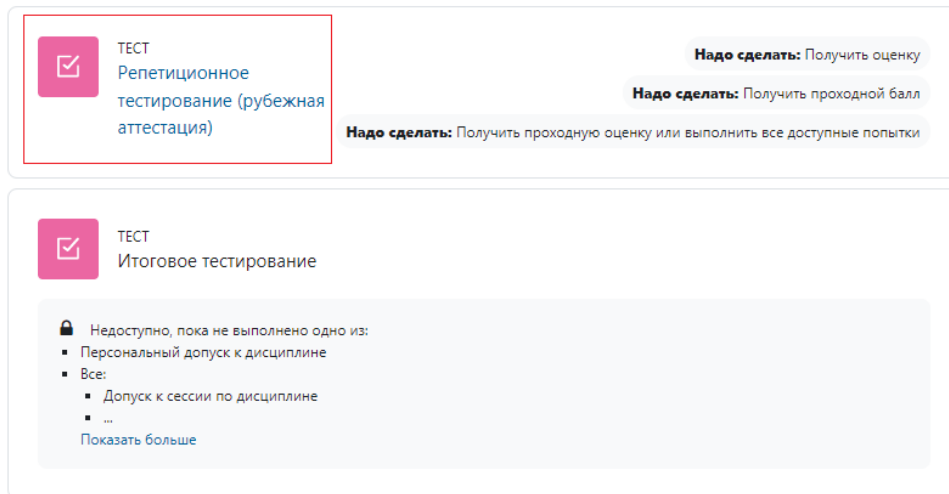 ТЕСТ
Репетиционное
тестирование (рубежная
аттестация)
Надо сделать: Получить оценку
Надо сделать: Получить проходной балл
Надо сделать: Получить проходную оценку или выполнить все доступные попытки
ТЕСТ
Итоговое тестирование
Недоступно, пока не выполнено одно из:
Персональный допуск к дисциплине
Все:
Допуск к сессии по дисциплине
...
Показать больше